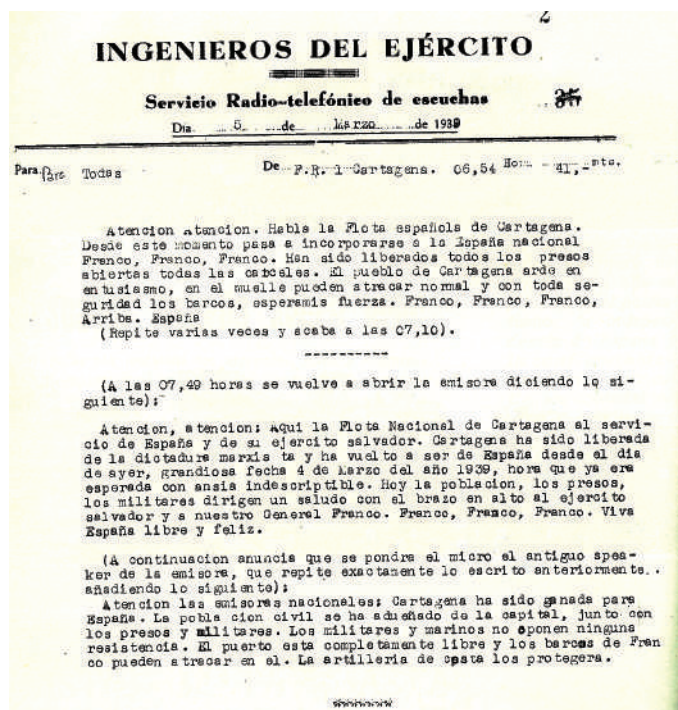 2
INGENIEROS DEL EJÉRCITO
Servicio Radio-telefónico de escuchas
Dia 5 de Marzo de 1939
Para Todas De F.R. 1 Cartagena. 06,54 Hora 41,- mts.
Atencion Atencion. Habla la Flota española de Cartagena.
Desde este momento pasa a incorporarse a la España nacional
Franco, Franco, Franco. Han sido liberados todos los presos
abiertas todas las carceles. El pueblo de Cartagena arde en
entusiasmo, en el muelle pueden atracar normal y con toda se-
guridad los barcos, esperamis fuerza. Franco, Franco, Franco,
Arriba. España
(Repite varias veces y acaba a las 07,10).
----------
(A las 07,49 horas se vuelve a abrir la emisora diciendo lo si-
guiente):
Atencion, atencion: Aqui la Flota Nacional de Cartagena al servi-
cio de España y de su ejercito salvador. Cartagena ha sido liberada
de la dictadura marxis ta y ha vuelto a ser de España desde el dia
de ayer, grandiosa fecha 4 de Marzo del año 1939, hora que ya era
esperada con ansia indescriptible. Hoy la poblacion, los presos,
los militares dirigen un saludo con el brazo en alto al ejercito
salvador y a nuestro General Franco. Franco, Franco, Franco. Viva
España libre y feliz.
(A continuacion anuncia que se pondra el micro el antiguo spea-
ker de la emisora, que repite exactamente lo escrito anteriormente..
añadiendo lo siguiente):
Atencion las emisoras nacionales: Cartagena ha sido ganada para
España. La pobla cion civil se ha adueñado de la capital, junto con
los presos y militares. Los militares y marinos no oponen ninguna
resistencia. El puerto esta completamente libre y los barcos de Fran
co pueden atracar en el. La artilleria de costa los protegera.